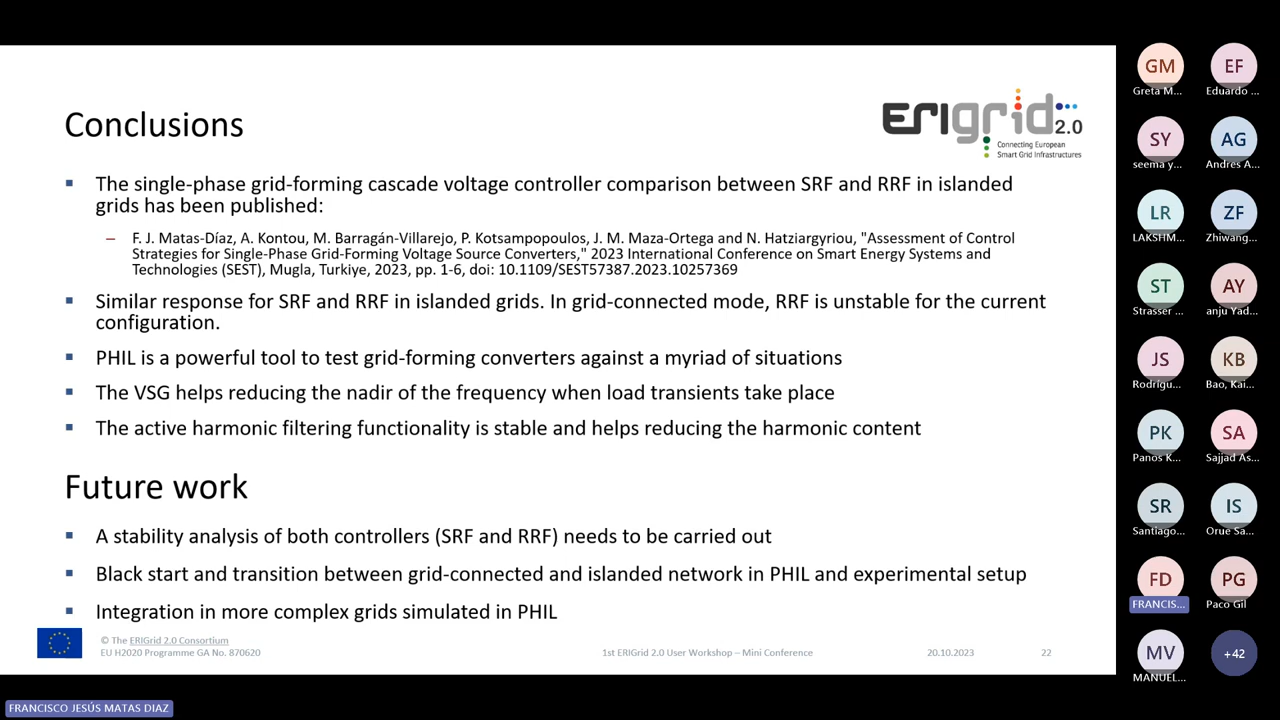 Conclusions
ERIgrid 2.0
Connecting European
Smart Grid Infrastructures
▪ The single-phase grid-forming cascade voltage controller comparison between SRF and RRF in islanded
grids has been published:
– F. J. Matas-Díaz, A. Kontou, M. Barragán-Villarejo, P. Kotsampopoulos, J. M. Maza-Ortega and N. Hatziargyriou, "Assessment of Control
Strategies for Single-Phase Grid-Forming Voltage Source Converters," 2023 International Conference on Smart Energy Systems and
Technologies (SEST), Mugla, Turkiye, 2023, pp. 1-6, doi: 10.1109/SEST57387.2023.10257369
▪ Similar response for SRF and RRF in islanded grids. In grid-connected mode, RRF is unstable for the current
configuration.
▪ PHIL is a powerful tool to test grid-forming converters against a myriad of situations
▪ The VSG helps reducing the nadir of the frequency when load transients take place
▪ The active harmonic filtering functionality is stable and helps reducing the harmonic content
Future work
▪ A stability analysis of both controllers (SRF and RRF) needs to be carried out
▪ Black start and transition between grid-connected and islanded network in PHIL and experimental setup
▪ Integration in more complex grids simulated in PHIL
© The ERIGrid 2.0 Consortium
EU H2020 Programme GA No. 870620
1st ERIGrid 2.0 User Workshop – Mini Conference
20.10.2023
22
FRANCISCO JESÚS MATAS DIAZ
GM
Greta M...
EF
Eduardo ...
SY
seema y...
AG
Andres A...
LR
LAKSHM...
ZF
Zhiwang...
ST
Strasser ...
AY
anju Yad...
JS
Rodrigu...
KB
Bao, Kai...
PK
Panos K...
SA
Sajjad As...
SR
Santiago...
IS
Orue Sa...
FD
FRANCIS...
PG
Paco Gil
MV
MANUEL...
+42